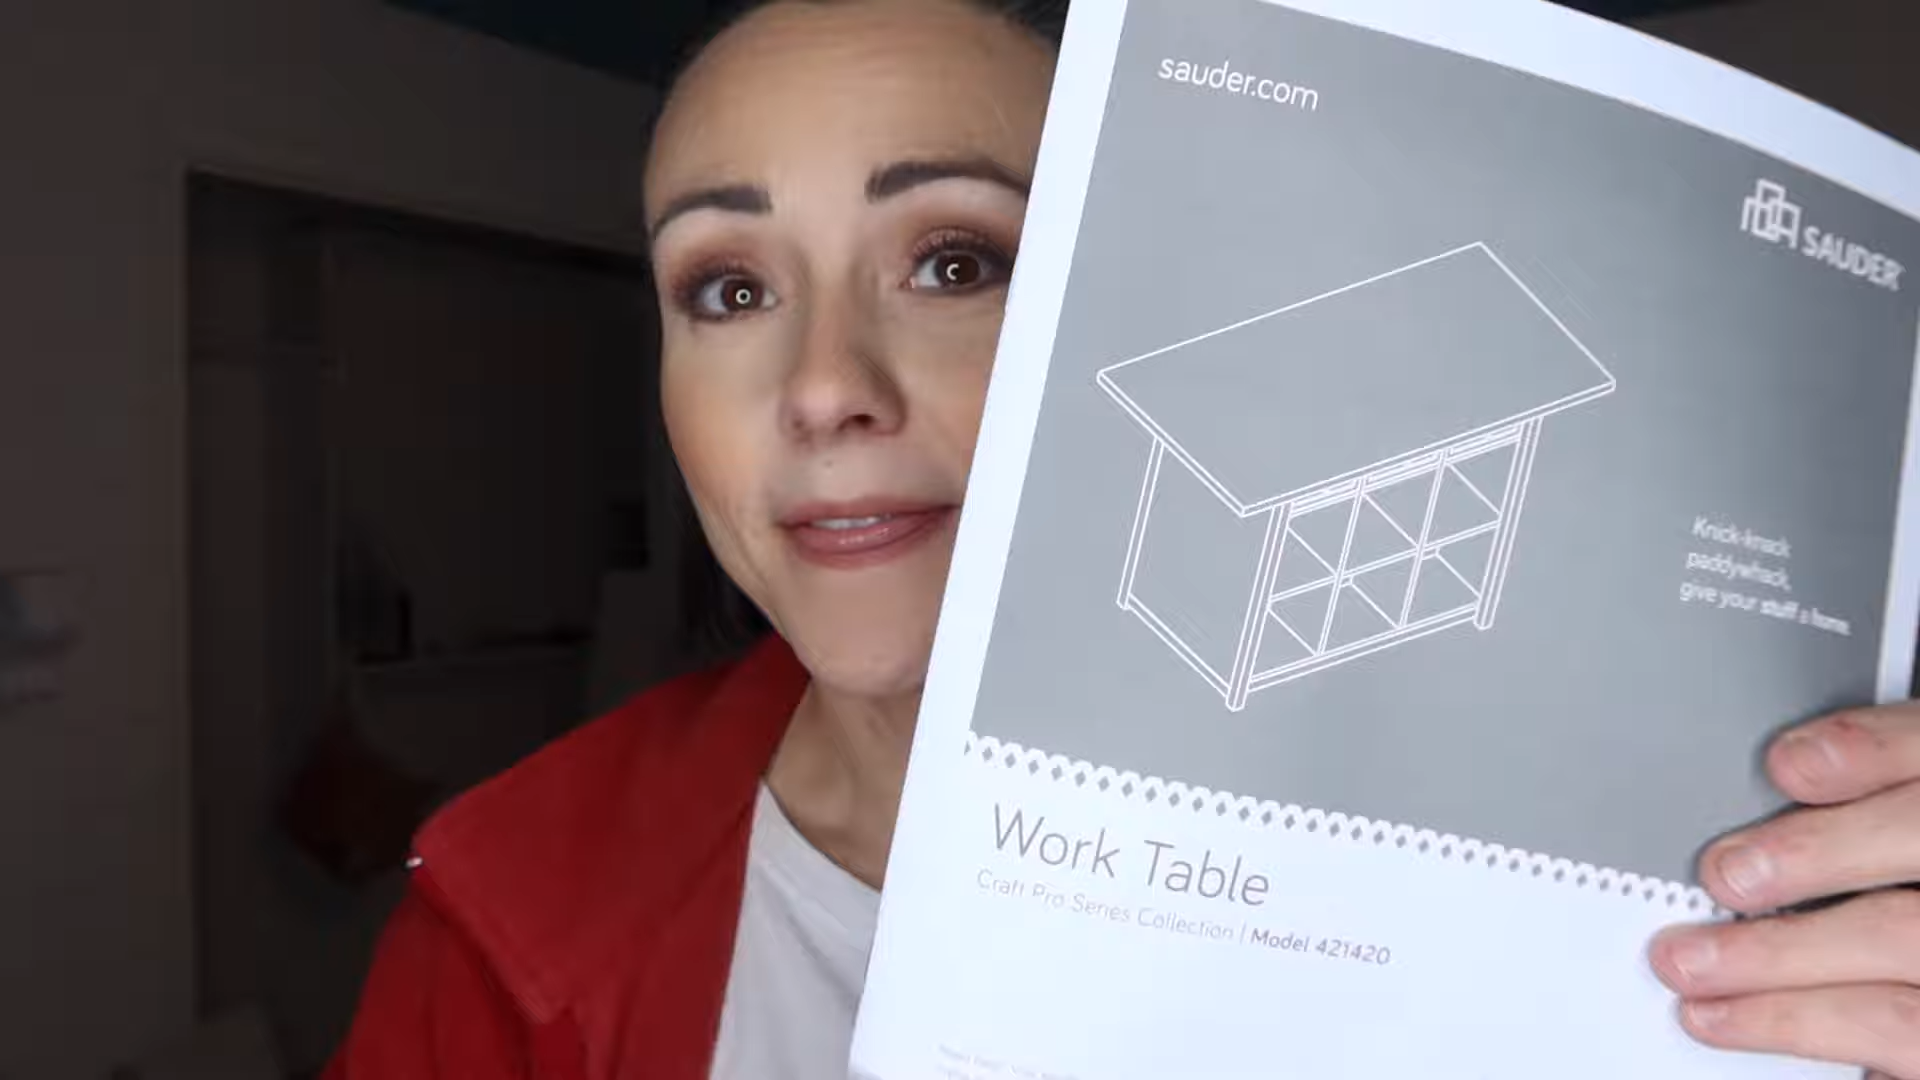 sauder.com
SAUDER
Knick-knack
paddywhack,
give your stuff a home.
Work Table
Craft Pro Series Collection | Model 421420